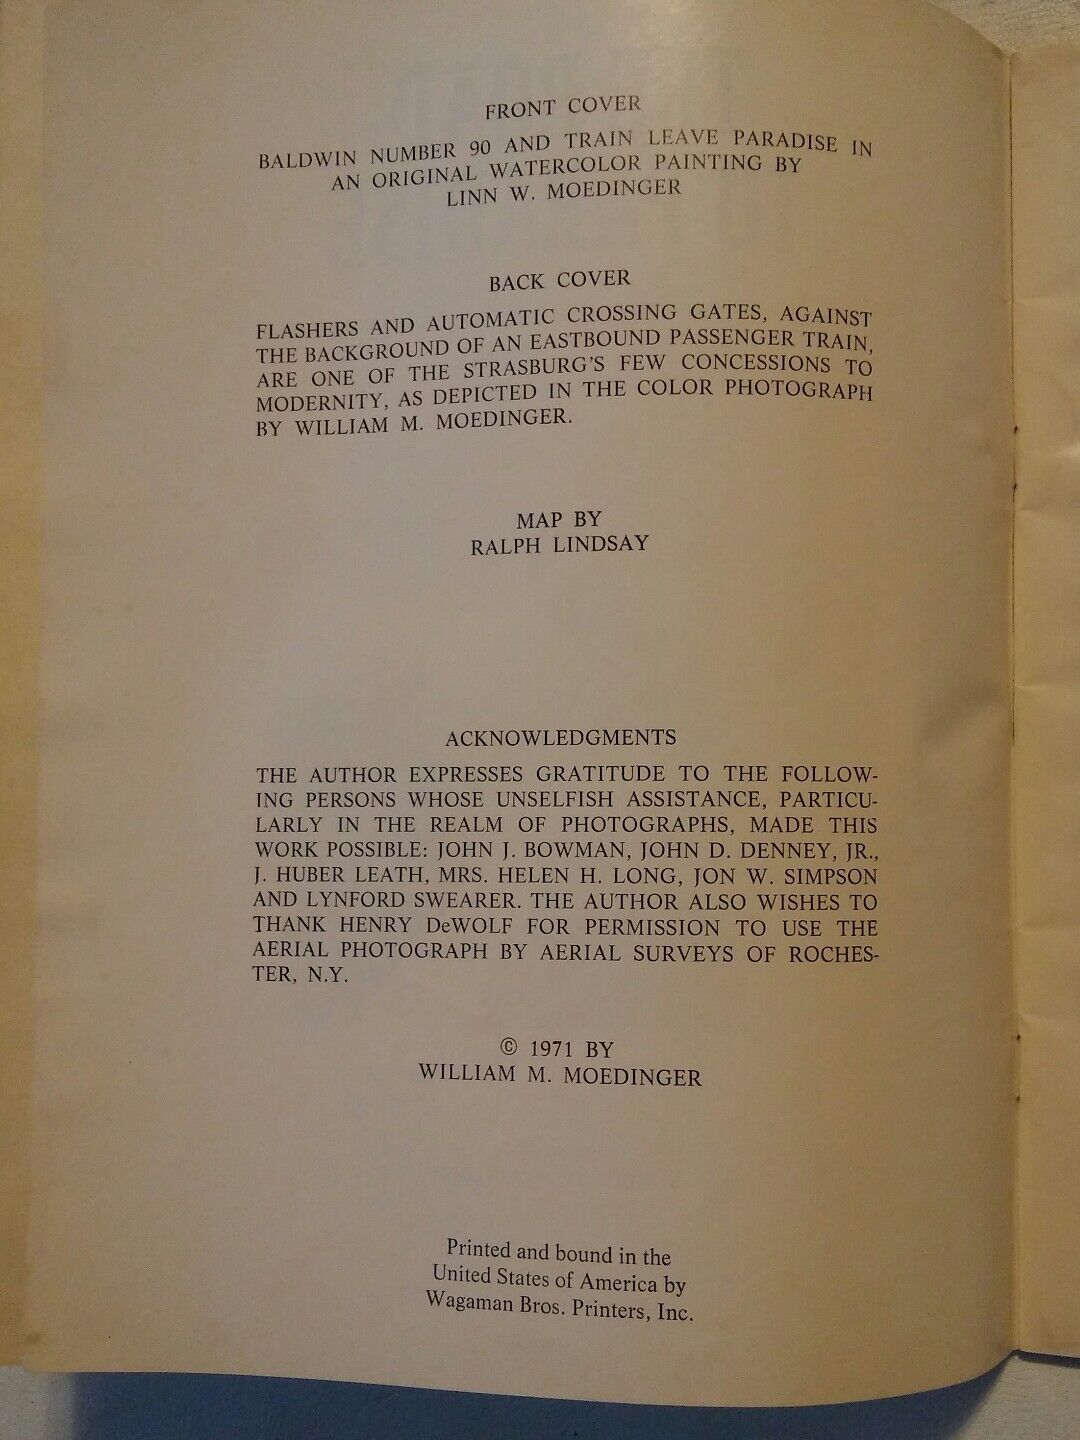 FRONT COVER
BALDWIN NUMBER 90 AND TRAIN LEAVE PARADISE IN
AN ORIGINAL WATERCOLOR PAINTING BY
LINN W. MOEDINGER
BACK COVER
FLASHERS AND AUTOMATIC CROSSING GATES, AGAINST
THE BACKGROUND OF AN EASTBOUND PASSENGER TRAIN,
ARE ONE OF THE STRASBURG'S FEW CONCESSIONS TO
MODERNITY, AS DEPICTED IN THE COLOR PHOTOGRAPH
BY WILLIAM M. MOEDINGER.
MAP BY
RALPH LINDSAY
ACKNOWLEDGMENTS
THE AUTHOR EXPRESSES GRATITUDE TO THE FOLLOW-
ING PERSONS WHOSE UNSELFISH ASSISTANCE, PARTICU-
LARLY IN THE REALM OF PHOTOGRAPHS, MADE THIS
WORK POSSIBLE: JOHN J. BOWMAN, JOHN D. DENNEY, JR.,
J. HUBER LEATH, MRS. HELEN H. LONG, JON W. SIMPSON
AND LYNFORD SWEARER. THE AUTHOR ALSO WISHES TO
THANK HENRY DeWOLF FOR PERMISSION TO USE THE
AERIAL PHOTOGRAPH BY AERIAL SURVEYS OF ROCHES-
TER, N.Y.
© 1971 BY
WILLIAM M. MOEDINGER
Printed and bound in the
United States of America by
Wagaman Bros. Printers, Inc.